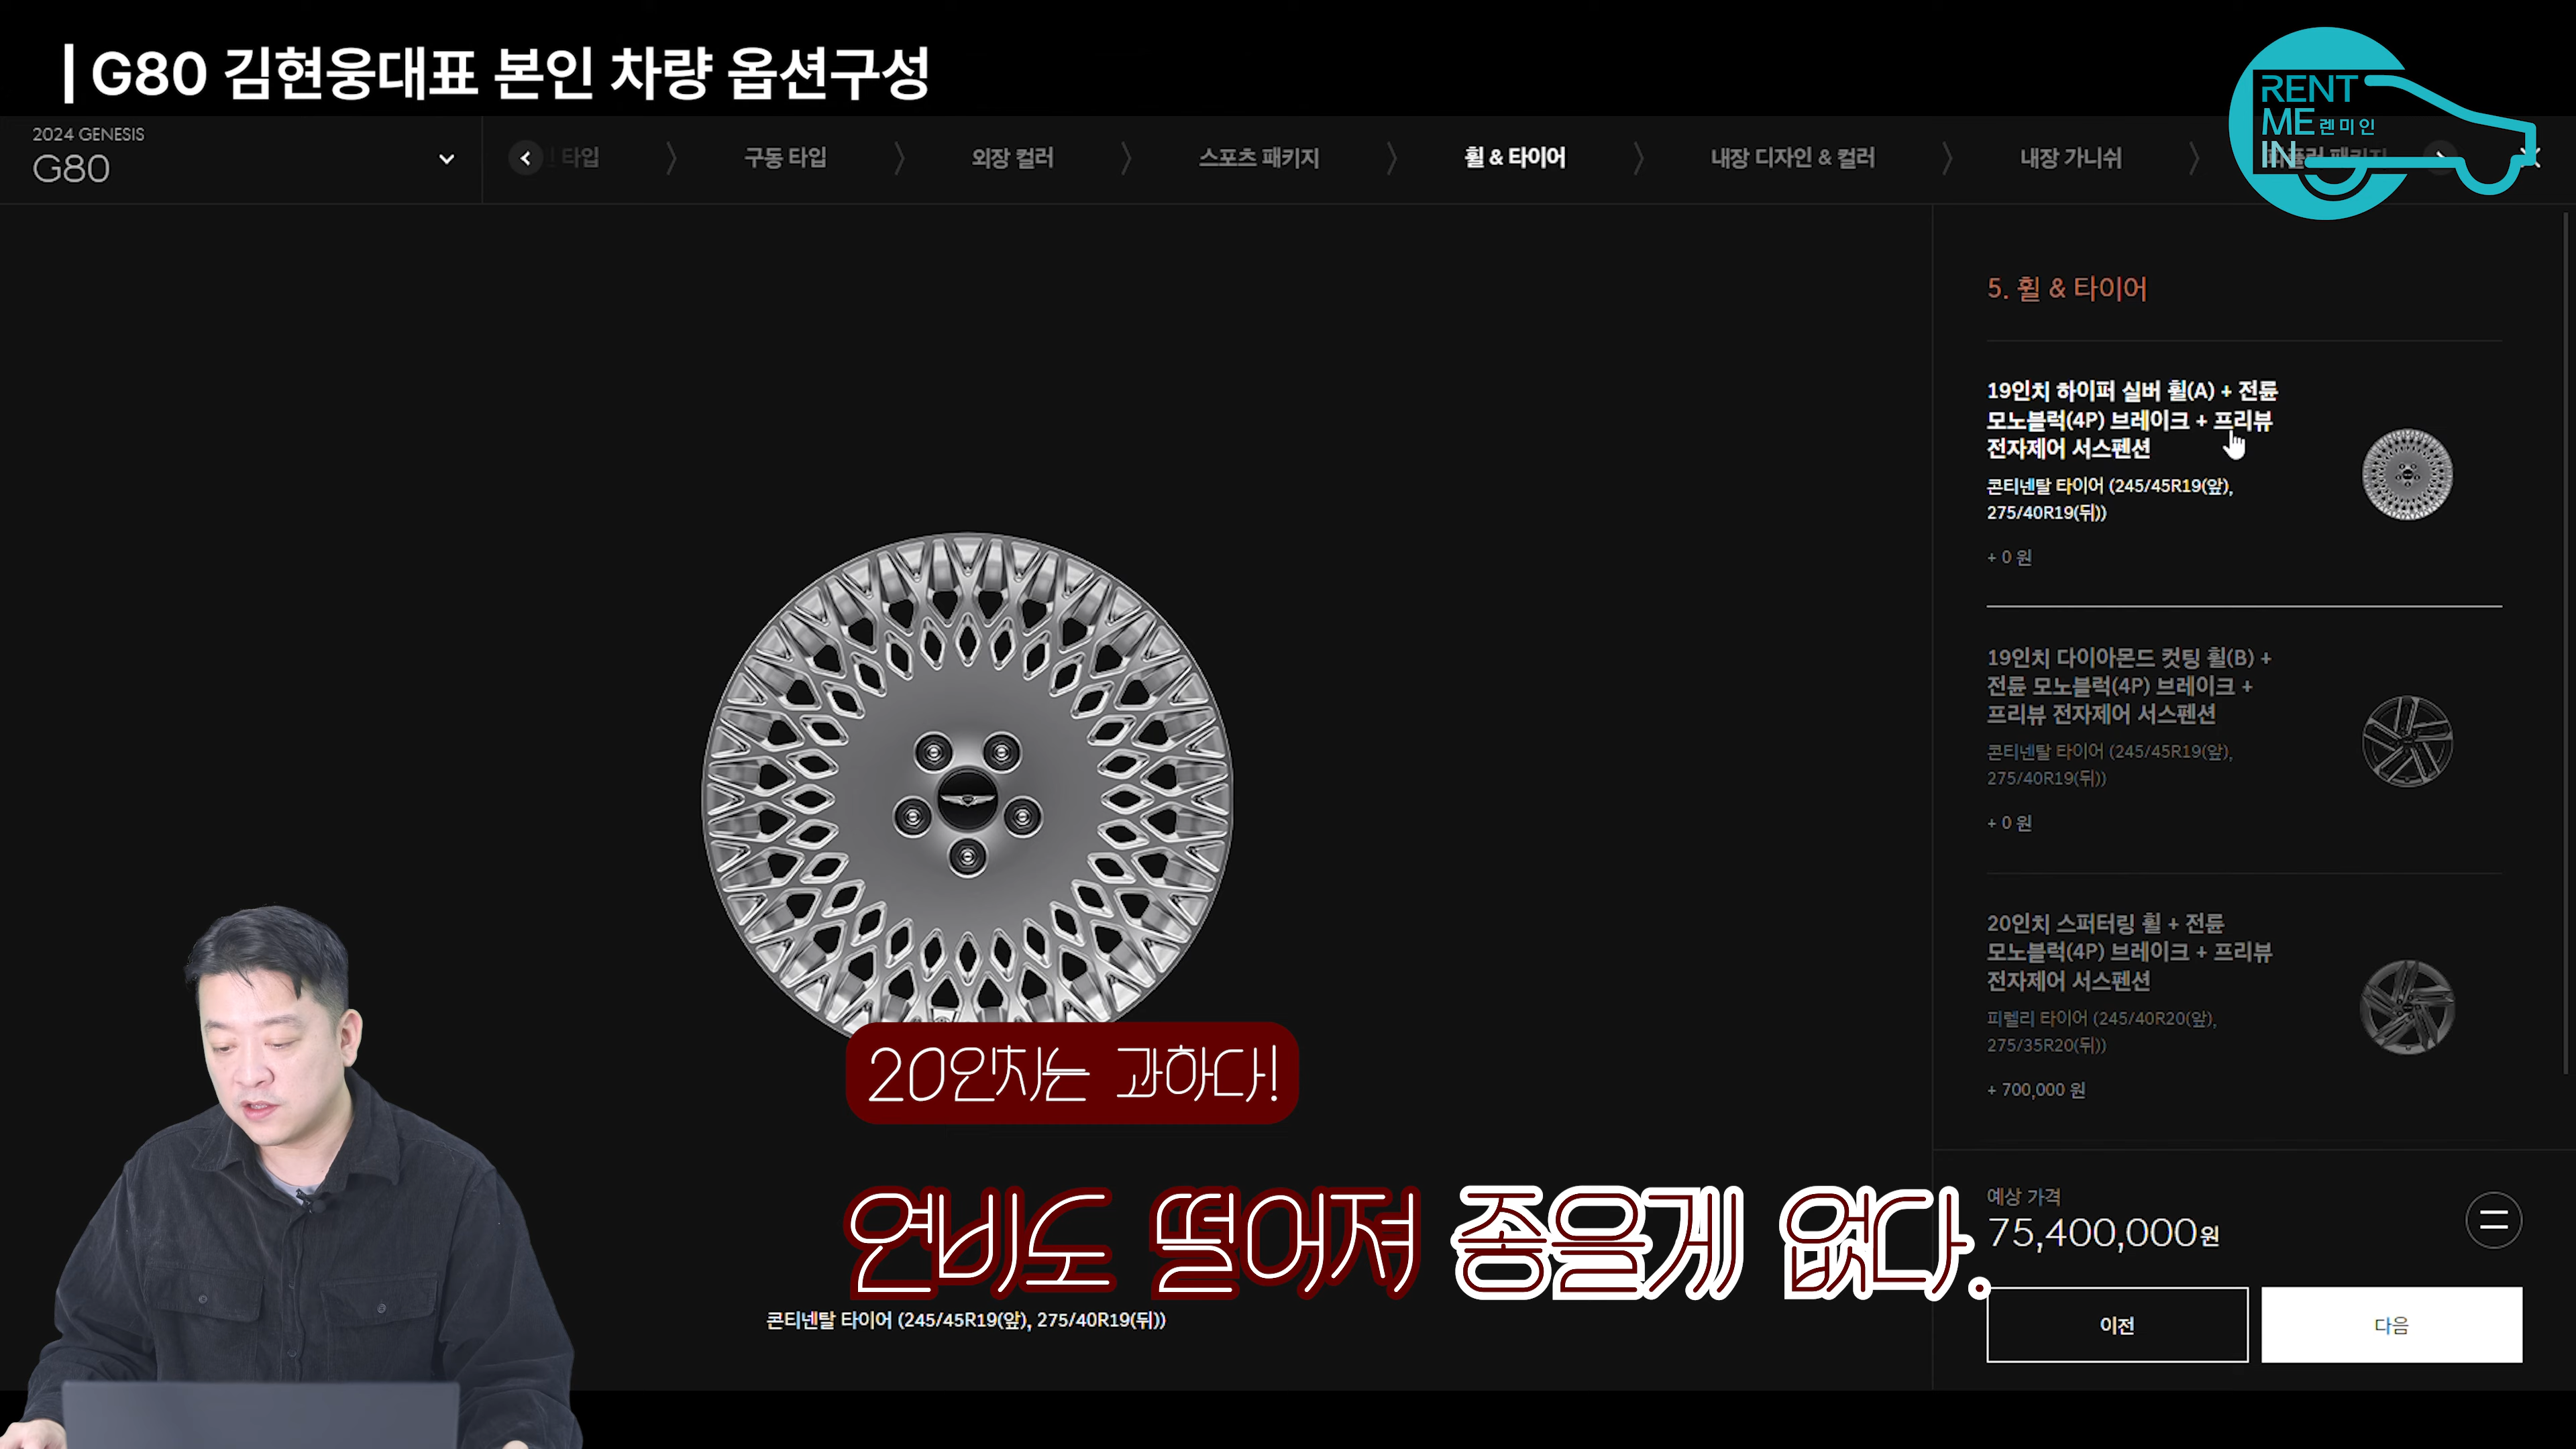 | G80 김현웅대표 본인 차량 옵션구성
RENT
ME 렌미인
IN
2024 GENESIS
G80
타입
구동 타입
외장 컬러
스포츠 패키지
휠 & 타이어
내장 디자인 & 컬러
내장 가니쉬
5. 휠 & 타이어
19인치 하이퍼 실버 휠(A) + 전륜
모노블럭(4P) 브레이크 + 프리뷰
전자제어 서스펜션
콘티넨탈 타이어 (245/45R19(앞),
275/40R19(뒤))
+ 0 원
19인치 다이아몬드 컷팅 휠(B) +
전륜 모노블럭(4P) 브레이크 +
프리뷰 전자제어 서스펜션
콘티넨탈 타이어 (245/45R19(앞),
275/40R19(뒤))
+ 0 원
20인치 스퍼터링 휠 + 전륜
모노블럭(4P) 브레이크 + 프리뷰
전자제어 서스펜션
피렐리 타이어 (245/40R20(앞),
275/35R20(뒤))
+ 700,000 원
20인치는 과하다!
연비도 떨어져 좋을게 없다.
콘티넨탈 타이어 (245/45R19(앞), 275/40R19(뒤))
예상 가격
75,400,000원
이전
다음